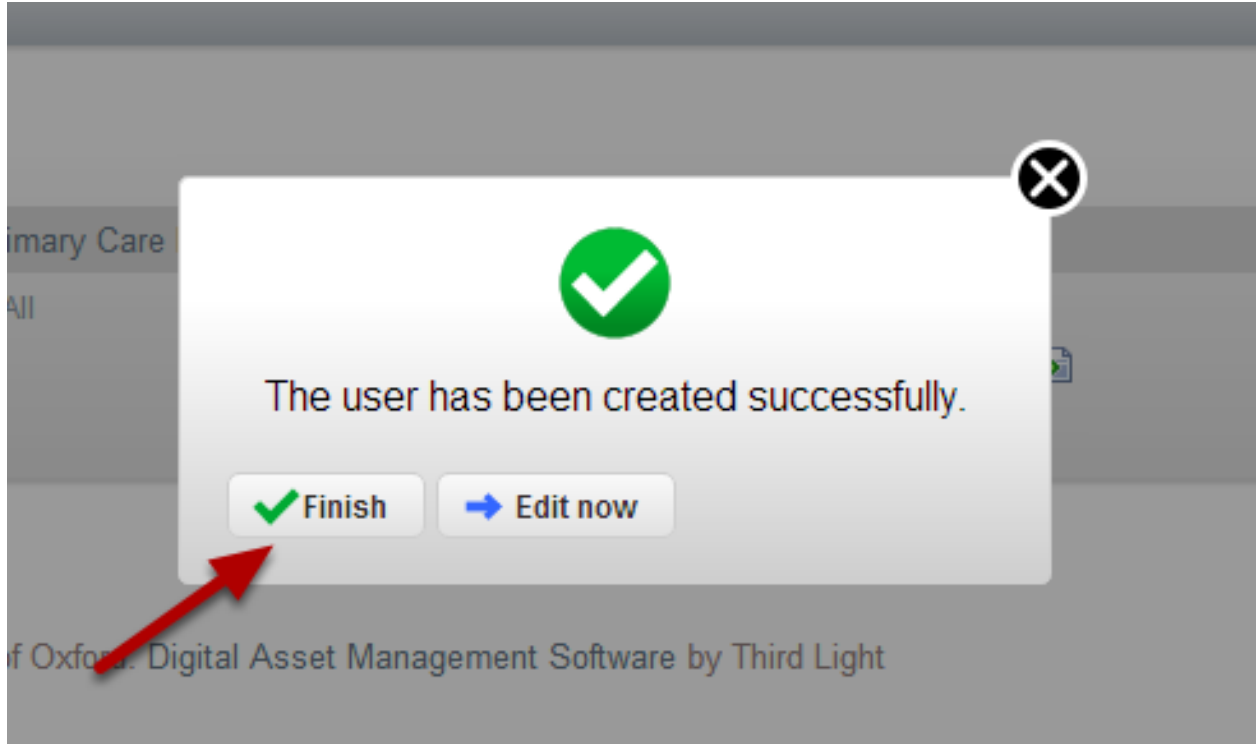 imary Care
All
The user has been created successfully.
Finish
Edit now
of Oxford. Digital Asset Management Software by Third Light